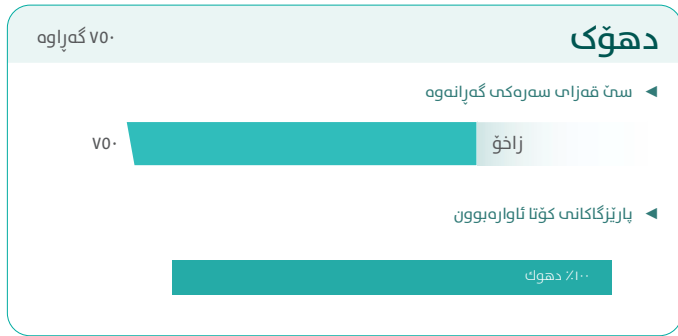 دهۆک
٧٥٠ گەڕاوە
◄ سێ قەزای سەرەکی گەڕانەوە
زاخۆ
٧٥٠
◄ پارێزگاکانی کۆتا ئاوارەبوون
١٠٠٪ دهوك